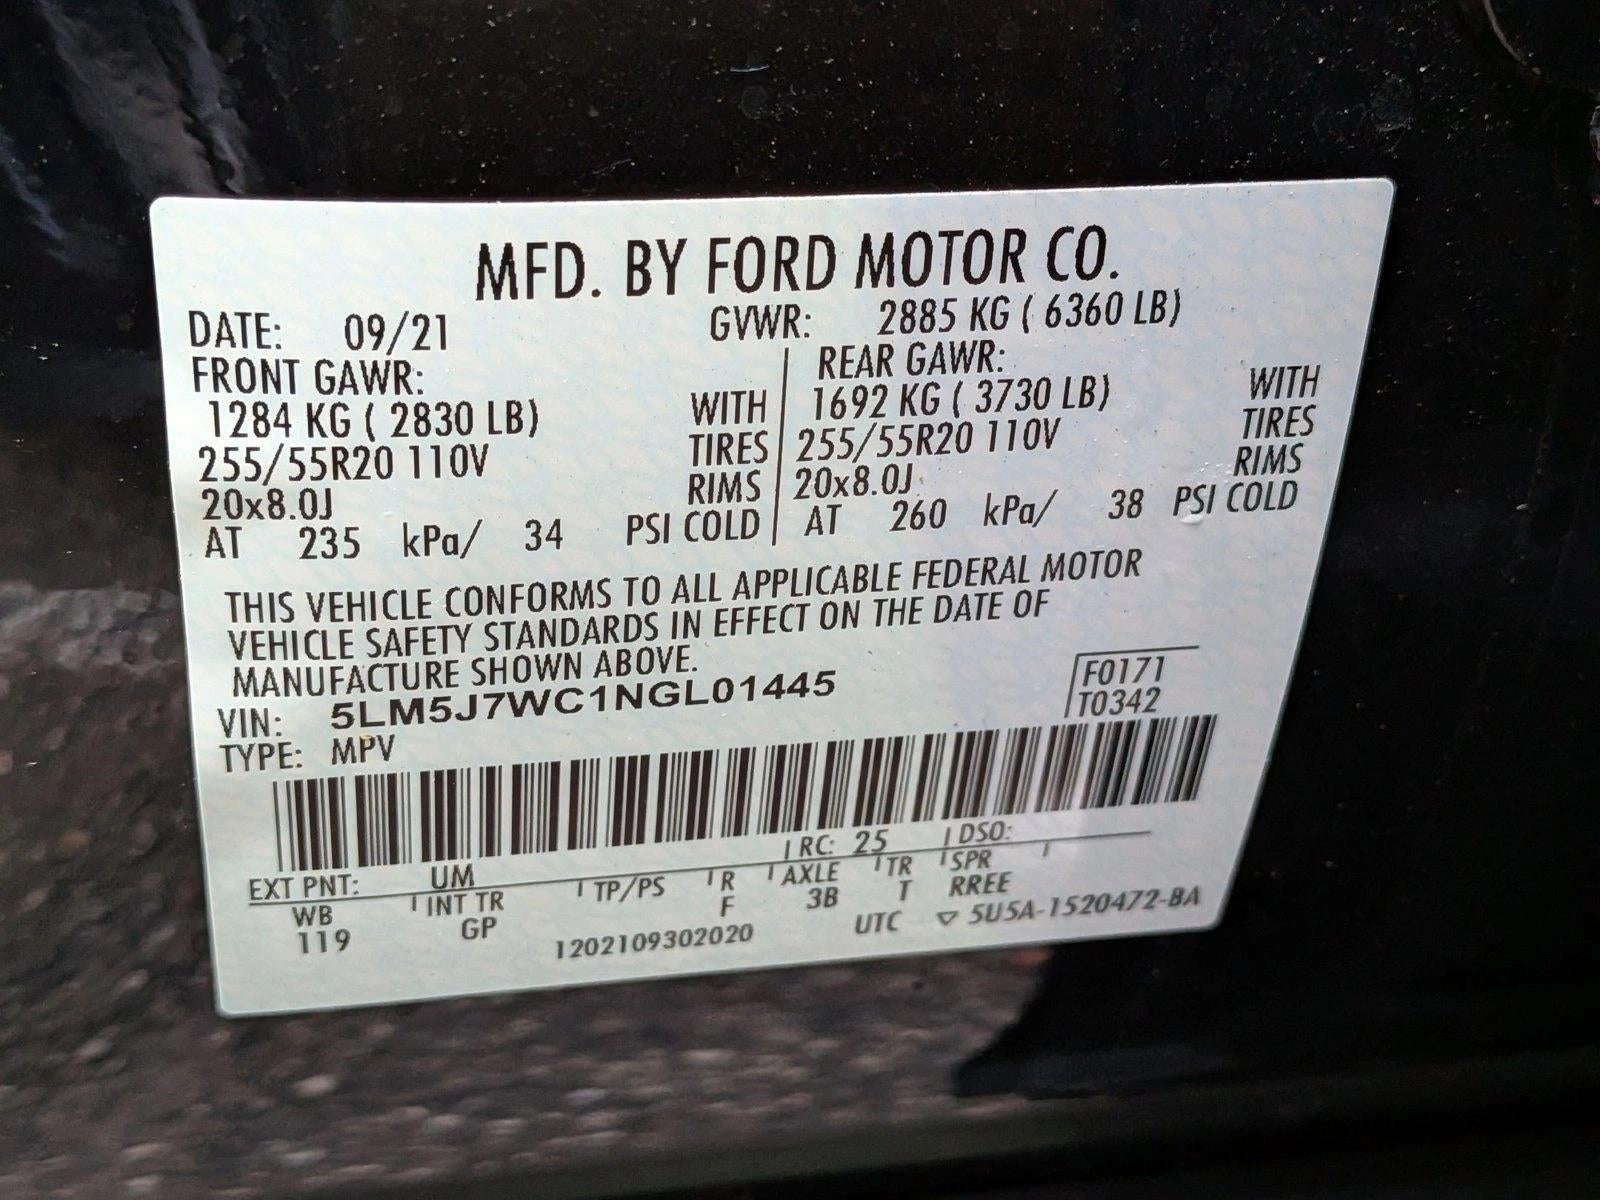 MFD. BY FORD MOTOR CO.
DATE: 09/21 GVWR: 2885 KG ( 6360 LB)
FRONT GAWR: REAR GAWR:
1284 KG ( 2830 LB) WITH 1692 KG ( 3730 LB) WITH
255/55R20 110V TIRES 255/55R20 110V TIRES
20x8.0J RIMS 20x8.0J RIMS
AT 235 kPa/ 34 PSI COLD AT 260 kPa/ 38 PSI COLD
THIS VEHICLE CONFORMS TO ALL APPLICABLE FEDERAL MOTOR
VEHICLE SAFETY STANDARDS IN EFFECT ON THE DATE OF
MANUFACTURE SHOWN ABOVE.
VIN: 5LM5J7WC1NGL01445 F0171
TYPE: MPV T0342
EXT PNT: UM RC: 25 DSO:
WB INT TR TP/PS R AXLE TR SPR
119 GP F 3B T RREE
1202109302020 UTC ▽ 5U5A-1520472-BA